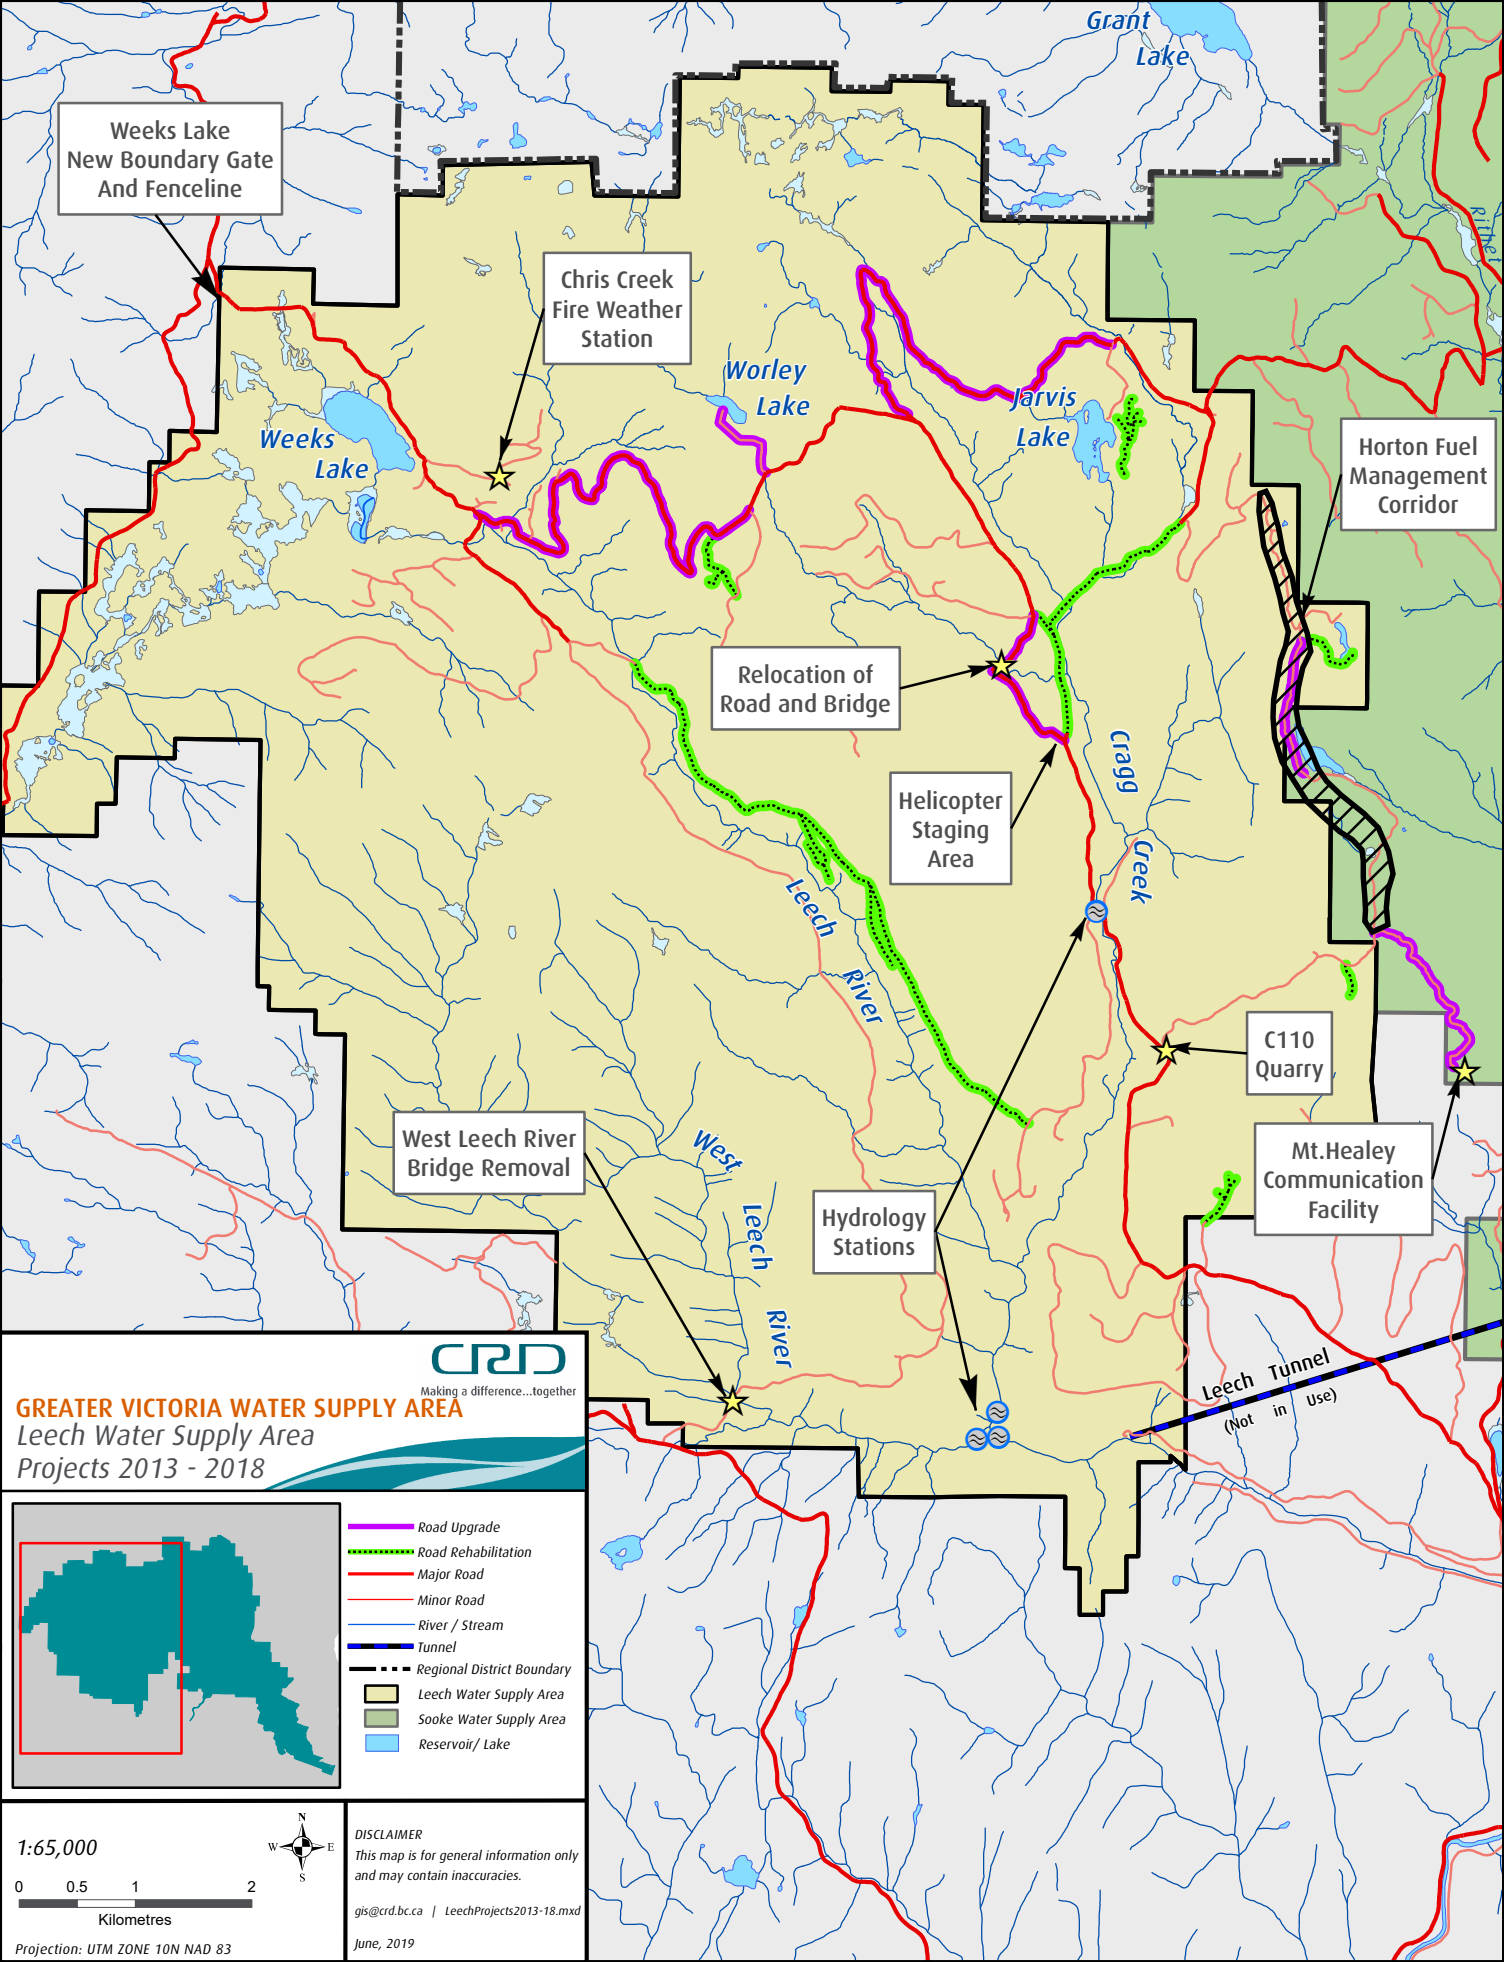 Grant
Lake
Weeks Lake
New Boundary Gate
And Fenceline
Rithet
Chris Creek
Fire Weather
Station
Worley
Lake
Jarvis
Lake
Weeks
Lake
Horton Fuel
Management
Corridor
Relocation of
Road and Bridge
Cragg
Creek
Helicopter
Staging
Area
Leech
River
C110
Quarry
West Leech River
Bridge Removal
West
Leech
River
Mt.Healey
Communication
Facility
Hydrology
Stations
Leech Tunnel
(Not in Use)
CRD
Making a difference...together
GREATER VICTORIA WATER SUPPLY AREA
Leech Water Supply Area
Projects 2013 - 2018
Road Upgrade
Road Rehabilitation
Major Road
Minor Road
River / Stream
Tunnel
Regional District Boundary
Leech Water Supply Area
Sooke Water Supply Area
Reservoir/ Lake
1:65,000
N
W E
S
0 0.5 1 2
Kilometres
Projection: UTM ZONE 10N NAD 83
DISCLAIMER
This map is for general information only
and may contain inaccuracies.
gis@crd.bc.ca | LeechProjects2013-18.mxd
June, 2019